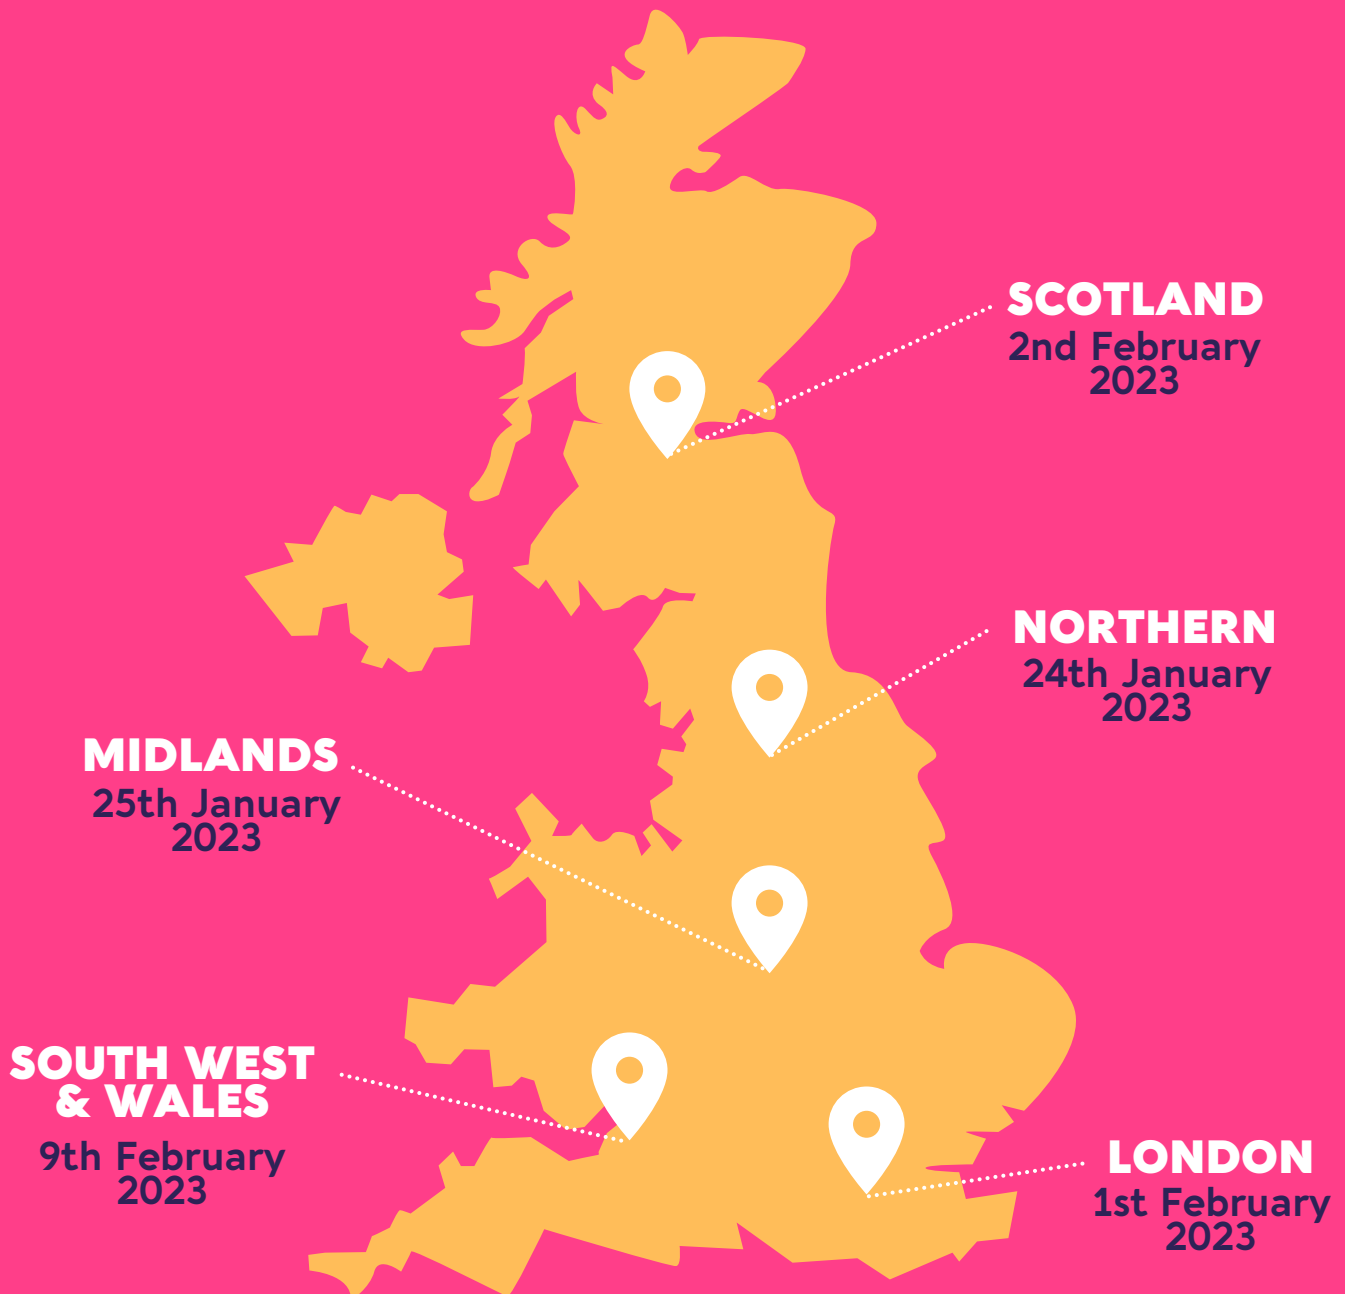 SCOTLAND
2nd February
2023
NORTHERN
24th January
2023
MIDLANDS
25th January
2023
SOUTH WEST
& WALES
9th February
2023
LONDON
1st February
2023